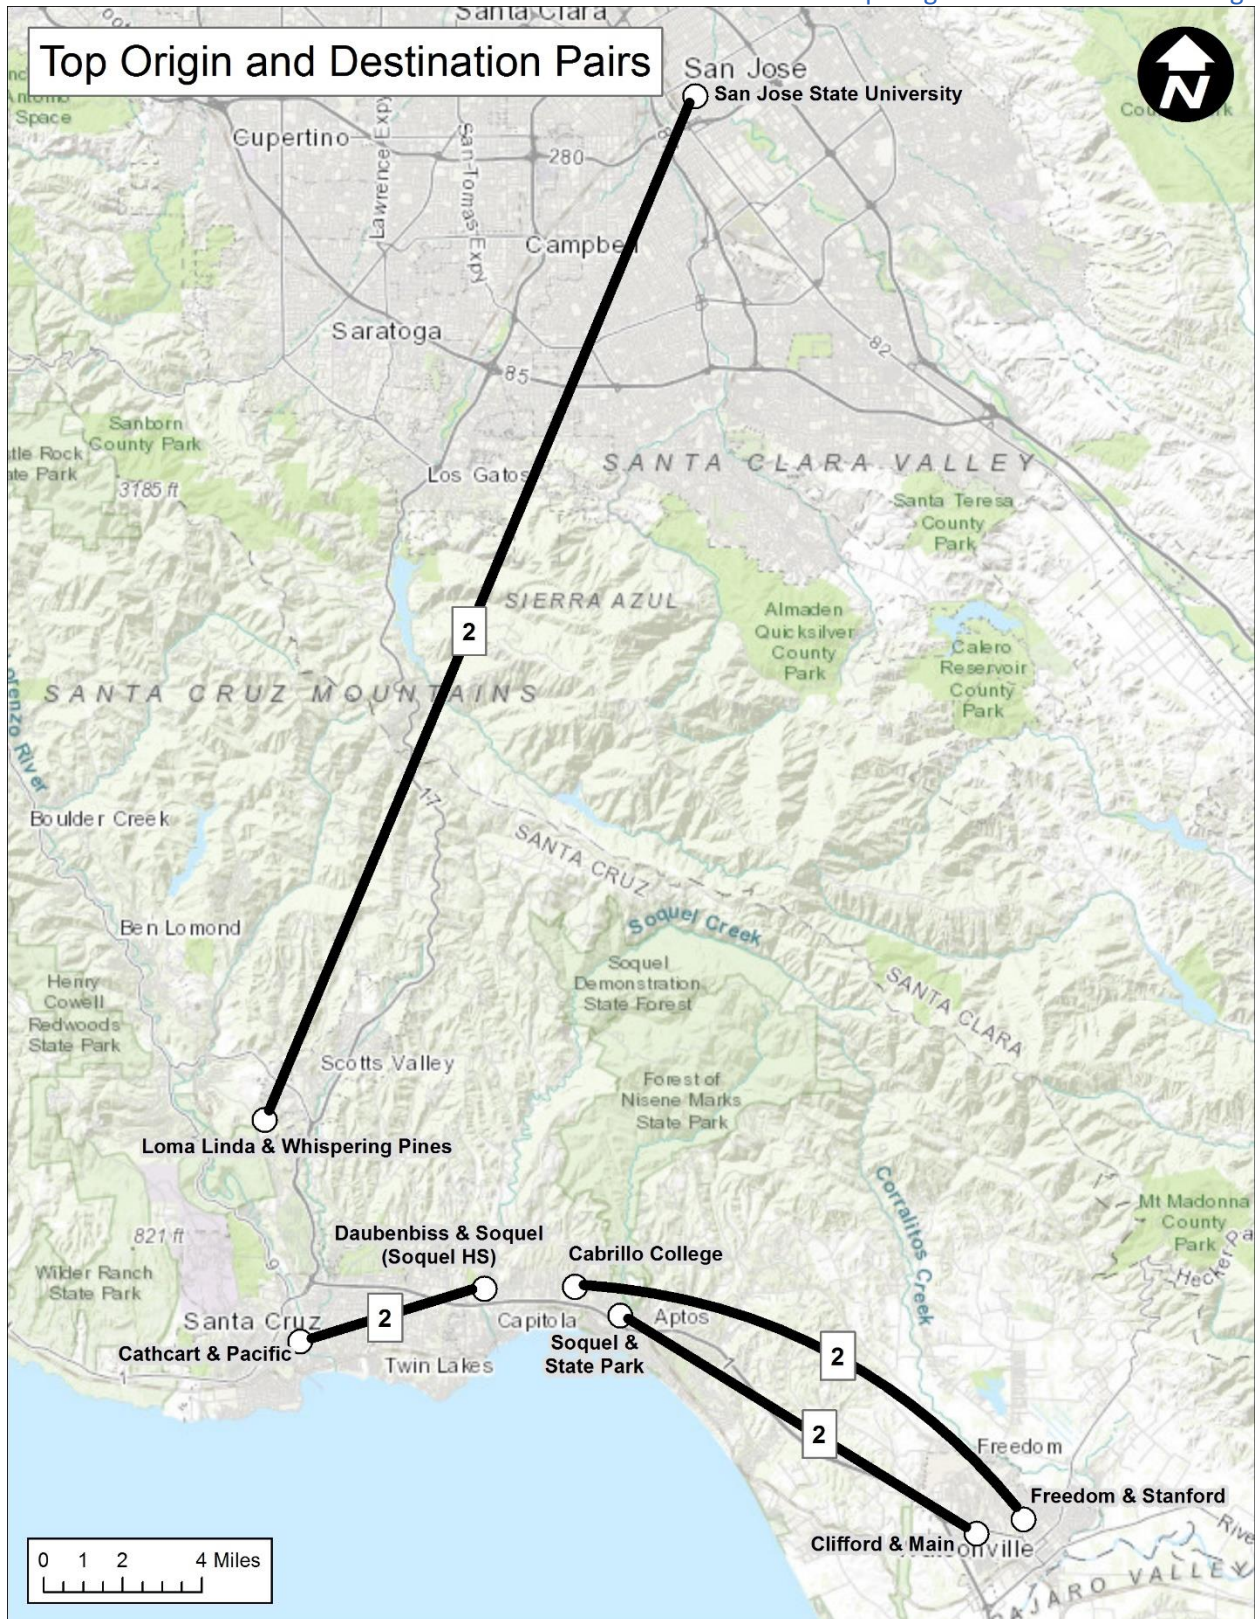 Santa Clara
Top Origin and Destination Pairs
San Jose
San Jose State University
N
Space
Cupertino
Lawrence Expy
San Tomas Expy
280
Campbell
Saratoga
85
82
Sanborn
County Park
3185 ft
Los Gatos
SANTA CLARA VALLEY
Santa Teresa
County
Park
SIERRA AZUL
2
Almaden
Quicksilver
County
Park
Calero
Reservoir
County
Park
SANTA CRUZ MOUNTAINS
River
17
Boulder Creek
SANTA CRUZ
Ben Lomond
Soquel Creek
Soquel
Demonstration
State Forest
SANTA CLARA
Henry
Cowell
Redwoods
State Park
Scotts Valley
Forest of
Nisene Marks
State Park
Loma Linda & Whispering Pines
Corralitos Creek
Mt Madonna
County
Park
821 ft
9
Daubenbiss & Soquel
(Soquel HS)
Cabrillo College
Wilder Ranch
State Park
Santa Cruz
2
Capitola
Aptos
Cathcart & Pacific
Twin Lakes
Soquel &
State Park
1
1
2
2
Freedom
Freedom & Stanford
Clifford & Main
0 1 2 4 Miles